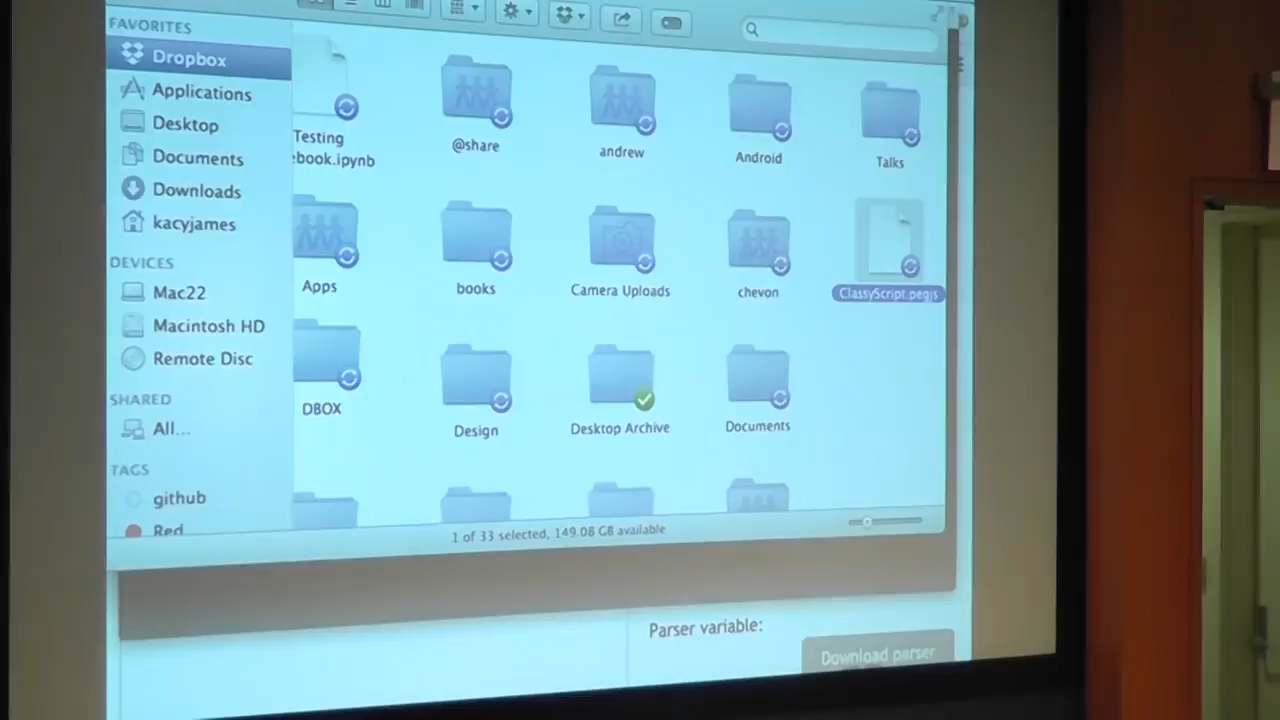 FAVORITES
Dropbox
Applications
Desktop
Documents
Downloads
kacyjames
DEVICES
Mac22
Macintosh HD
Remote Disc
SHARED
All...
TAGS
github
Red
Testing
ebook.ipynb
@share
andrew
Android
Talks
Apps
books
Camera Uploads
chevon
ClassyScript.pegjs
DBOX
Design
Desktop Archive
Documents
1 of 33 selected, 149.08 GB available
Parser variable:
Download parser